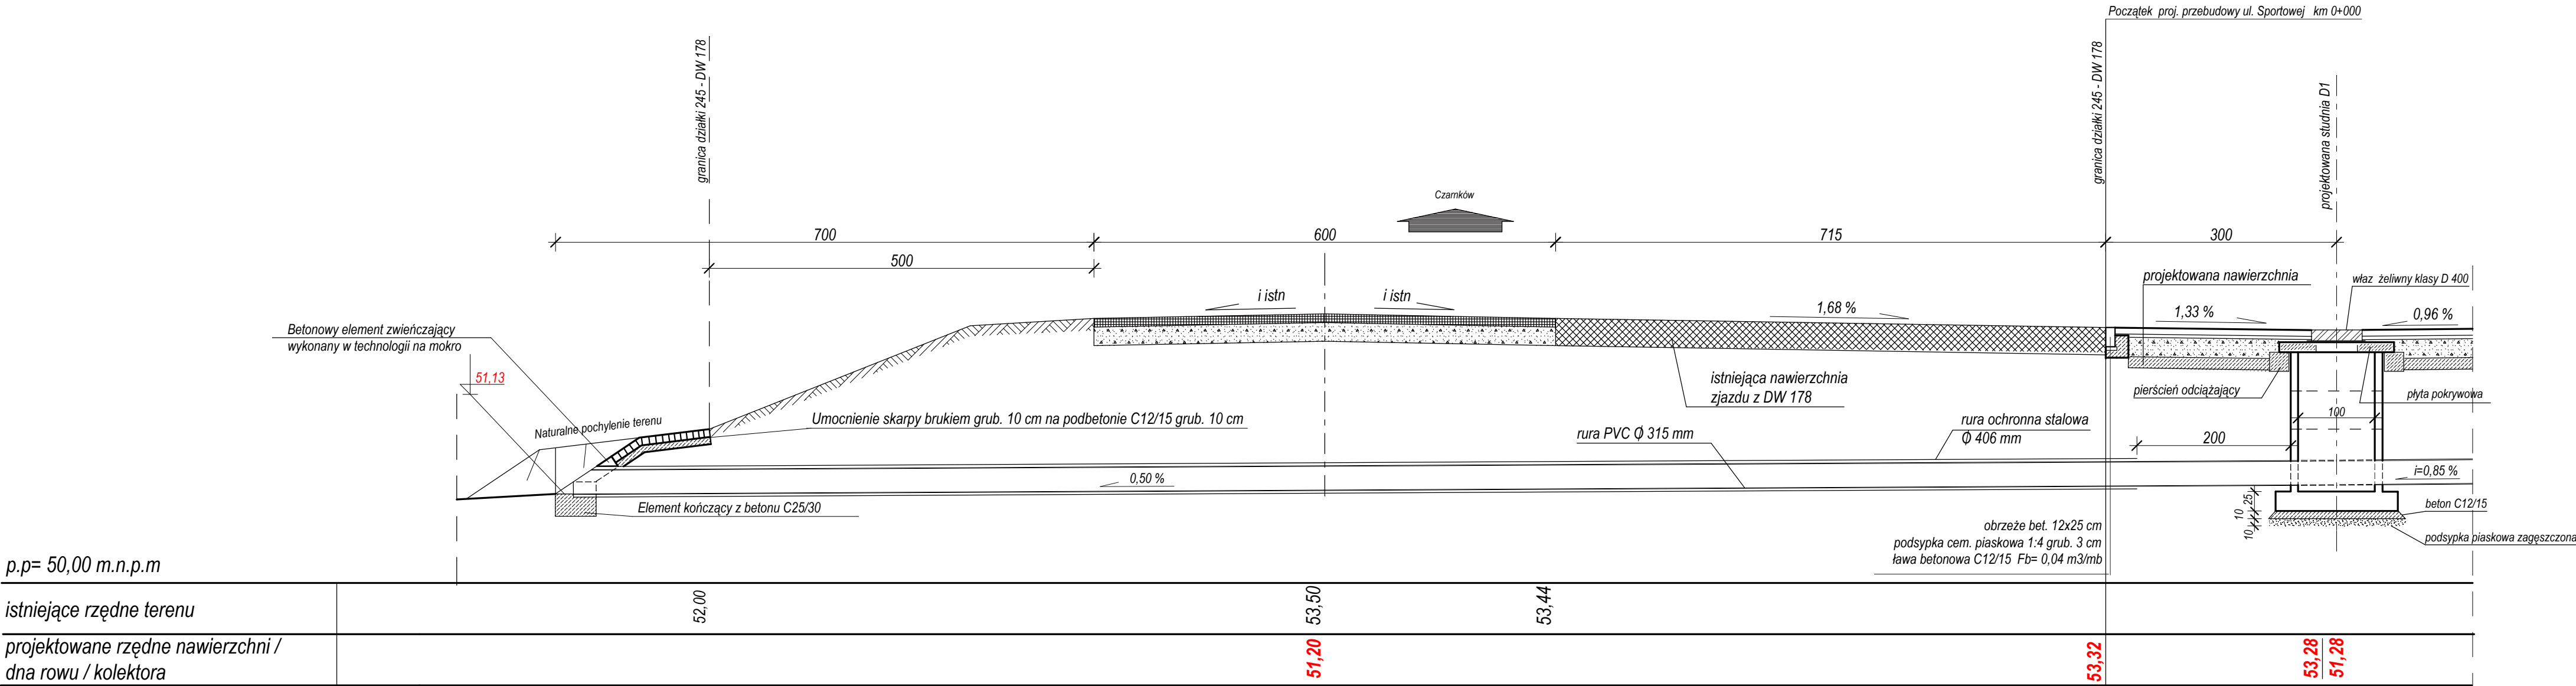 Początek proj. przebudowy ul. Sportowej km 0+000
granica działki 245 - DW 178
granica działki 245 - DW 178
projektowana studnia D1
Czarnków
700
600
715
300
500
i istn
i istn
1,68 %
projektowana nawierzchnia
właz żeliwny klasy D 400
1,33 %
0,96 %
Betonowy element zwieńczający
wykonany w technologii na mokro
51,13
Naturalne pochylenie terenu
Umocnienie skarpy brukiem grub. 10 cm na podbetonie C12/15 grub. 10 cm
istniejąca nawierzchnia
zjazdu z DW 178
pierścień odciążający
płyta pokrywowa
100
rura PVC ϕ 315 mm
rura ochronna stalowa
ϕ 406 mm
200
0,50 %
i=0,85 %
Element kończący z betonu C25/30
25
10
10
beton C12/15
podsypka piaskowa zagęszczona
obrzeże bet. 12x25 cm
podsypka cem. piaskowa 1:4 grub. 3 cm
ława betonowa C12/15 Fb= 0,04 m3/mb
p.p= 50,00 m.n.p.m
istniejące rzędne terenu
52,00
53,50
53,44
projektowane rzędne nawierzchni /
dna rowu / kolektora
51,20
53,32
53,28
51,28